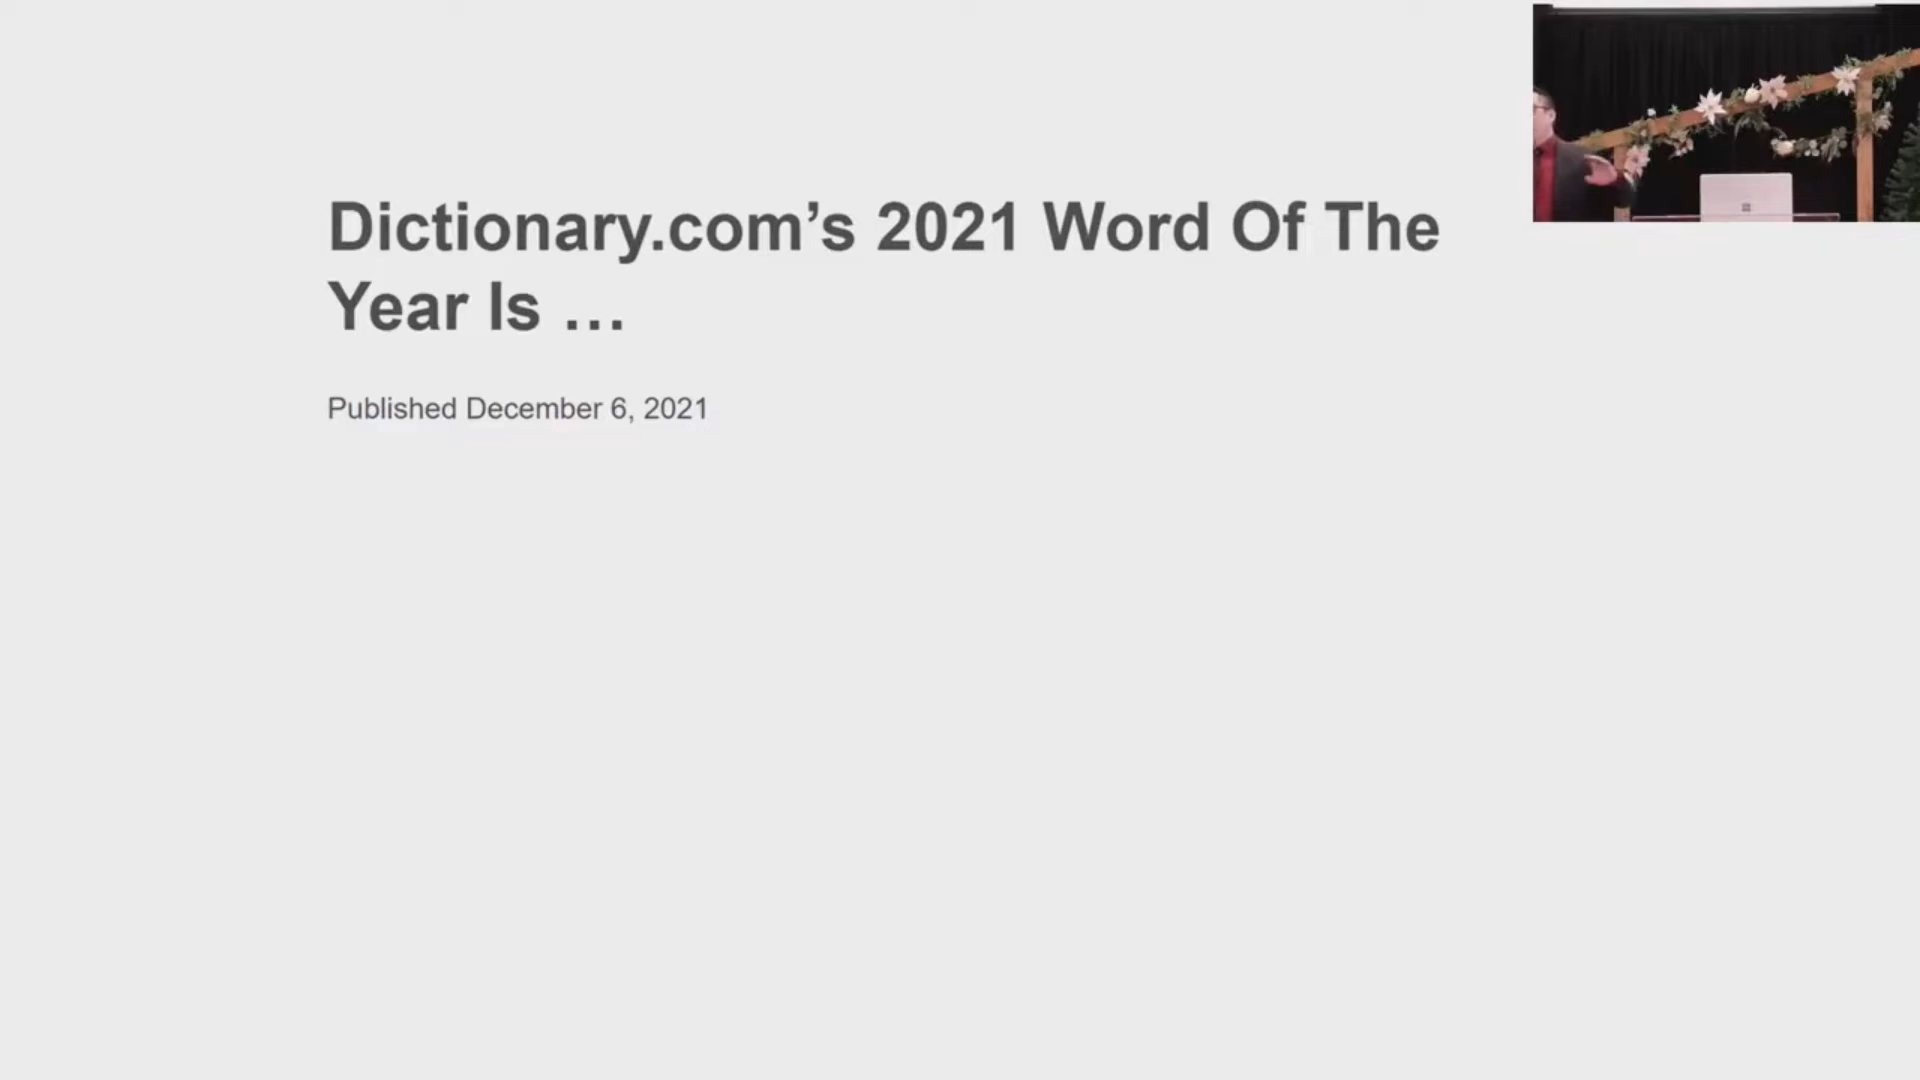 Dictionary.com’s 2021 Word Of The
Year Is …
Published December 6, 2021